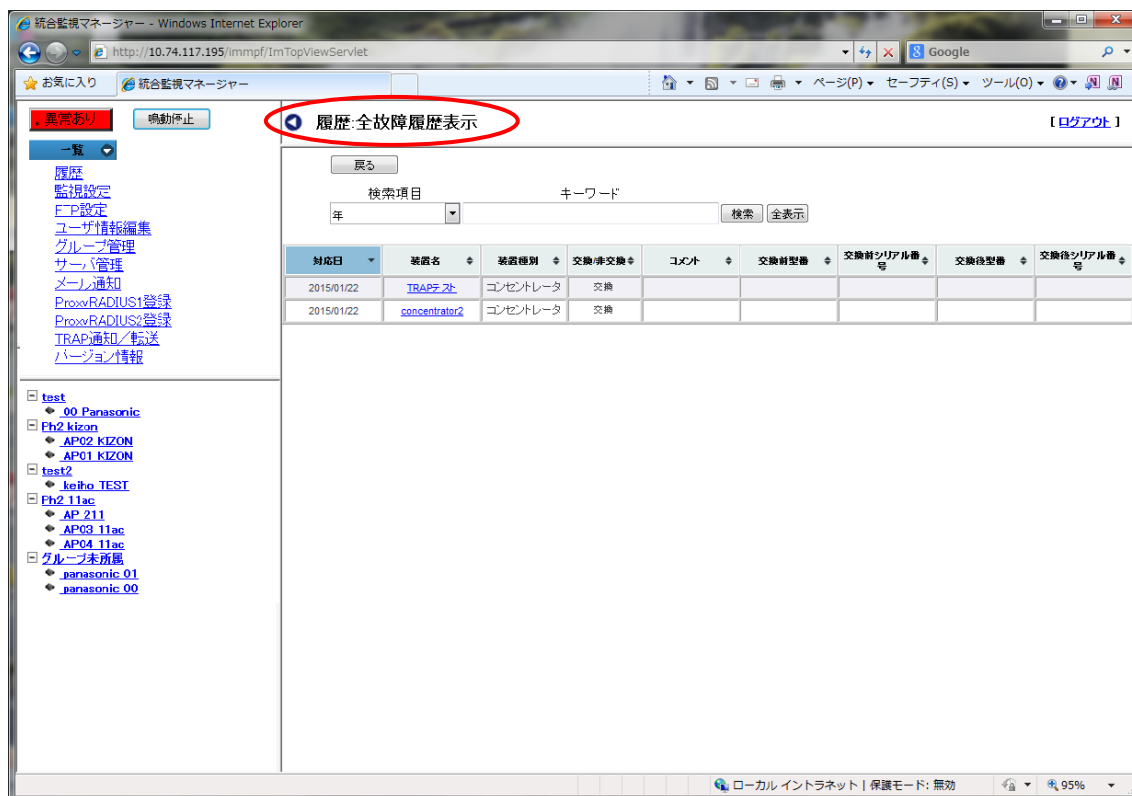 統合監視マネージャー - Windows Internet Explorer
http://10.74.117.195/immpf/ImTopViewServlet
Google
お気に入り
統合監視マネージャー
ページ(P)
セーフティ(S)
ツール(O)
異常あり
鳴動停止
履歴:全故障履歴表示
[ ログアウト ]
一覧
履歴
監視設定
FTP設定
ユーザ情報編集
グループ管理
サーバ管理
メール通知
ProxyRADIUS1登録
ProxyRADIUS2登録
TRAP通知/転送
バージョン情報
test
00 Panasonic
Ph2 kizon
AP02 KIZON
AP01 KIZON
test2
keiho TEST
Ph2 11ac
AP 211
AP03 11ac
AP04 11ac
グループ未所属
panasonic 01
panasonic 00
戻る
検索項目 キーワード
年 検索 全表示
対応日 装置名 装置種別 交換/非交換 コメント 交換前型番 交換前シリアル番号 交換後型番 交換後シリアル番号
2015/01/22 TRAPテスト コンセントレータ 交換
2015/01/22 concentrator2 コンセントレータ 交換
ローカル イントラネット | 保護モード: 無効
95%